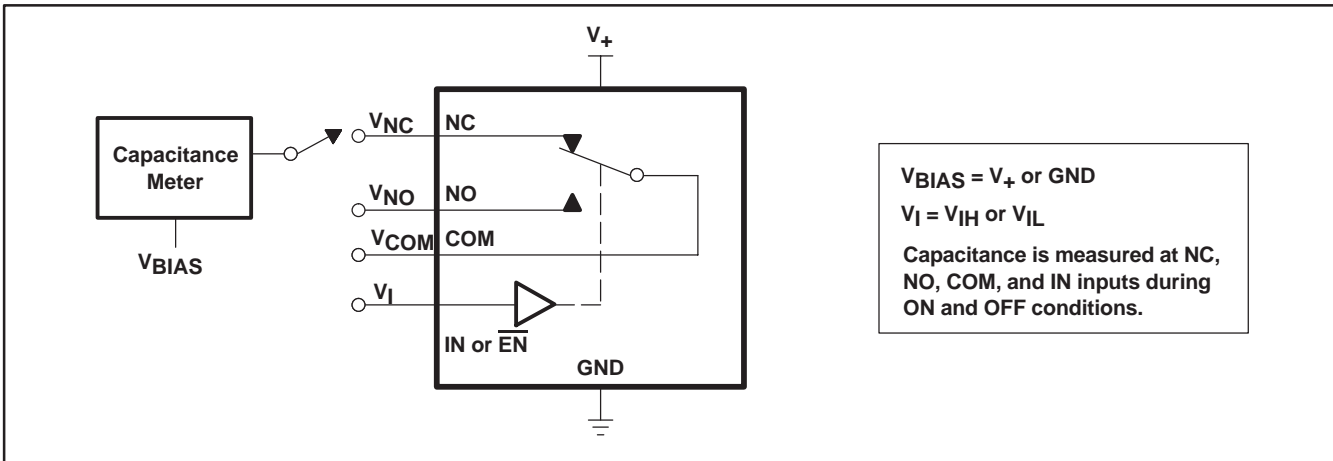 V+
Capacitance
Meter
VBIAS
VNC NC
VNO NO
VCOM COM
VI
IN or E̅N̅
GND
VBIAS = V+ or GND
VI = VIH or VIL
Capacitance is measured at NC,
NO, COM, and IN inputs during
ON and OFF conditions.